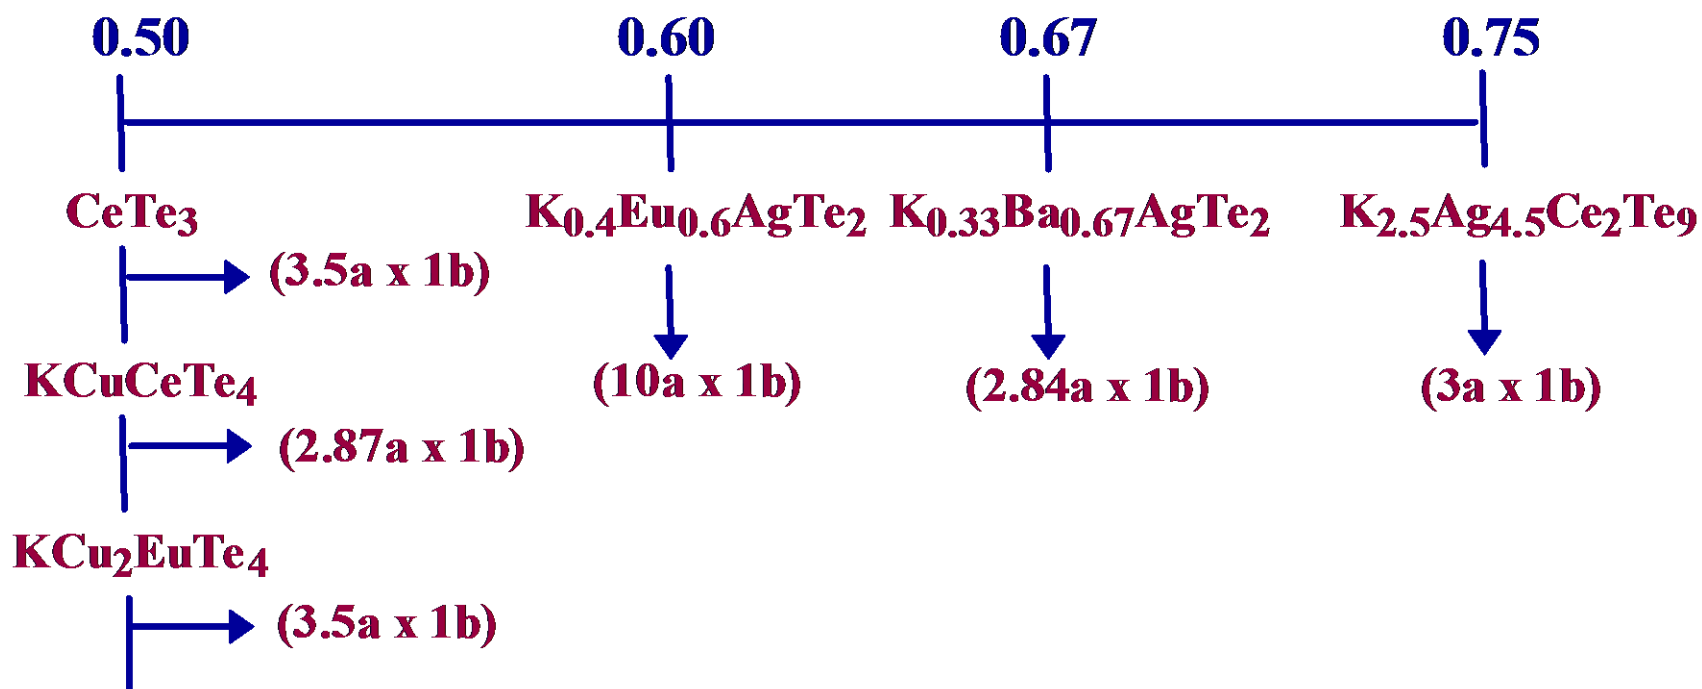 0.50 0.60 0.67 0.75
CeTe3 K0.4Eu0.6AgTe2 K0.33Ba0.67AgTe2 K2.5Ag4.5Ce2Te9
(3.5a x 1b)
KCuCeTe4 (10a x 1b) (2.84a x 1b) (3a x 1b)
(2.87a x 1b)
KCu2EuTe4
(3.5a x 1b)